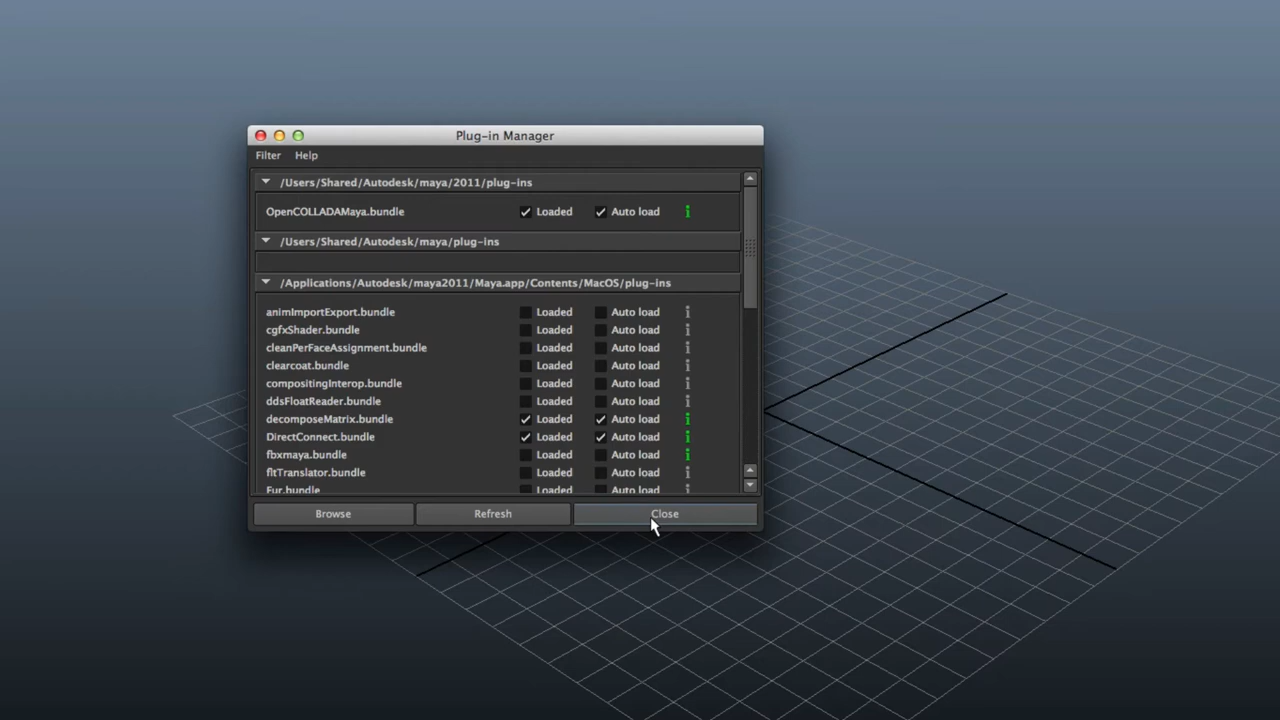 Plug-in Manager
Filter Help
/Users/Shared/Autodesk/maya/2011/plug-ins
OpenCOLLADAMaya.bundle Loaded Auto load i
/Users/Shared/Autodesk/maya/plug-ins
/Applications/Autodesk/maya2011/Maya.app/Contents/MacOS/plug-ins
animImportExport.bundle Loaded Auto load i
cgfxShader.bundle Loaded Auto load i
cleanPerFaceAssignment.bundle Loaded Auto load i
clearcoat.bundle Loaded Auto load i
compositingInterop.bundle Loaded Auto load i
ddsFloatReader.bundle Loaded Auto load i
decomposeMatrix.bundle Loaded Auto load i
DirectConnect.bundle Loaded Auto load i
fbxmaya.bundle Loaded Auto load i
fltTranslator.bundle Loaded Auto load i
Fur.bundle Loaded Auto load i
Browse Refresh Close